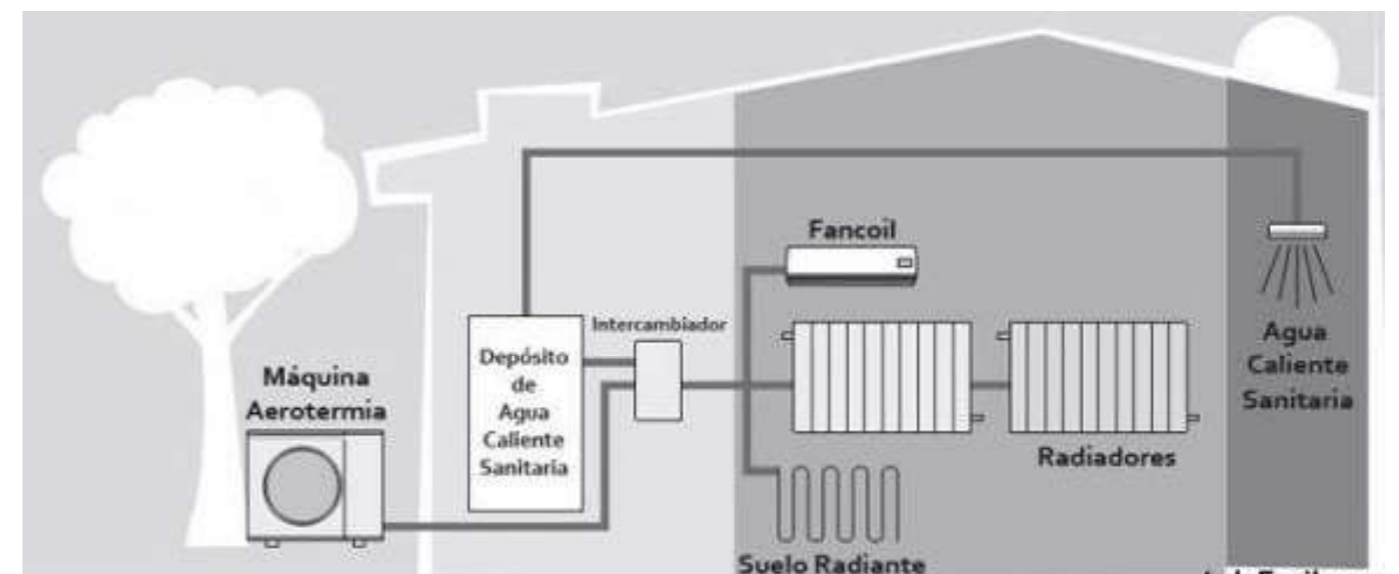 Fancoil
Intercambiador
Depósito
de
Agua
Caliente
Sanitaria
Máquina
Aerotermia
Agua
Caliente
Sanitaria
Radiadores
Suelo Radiante